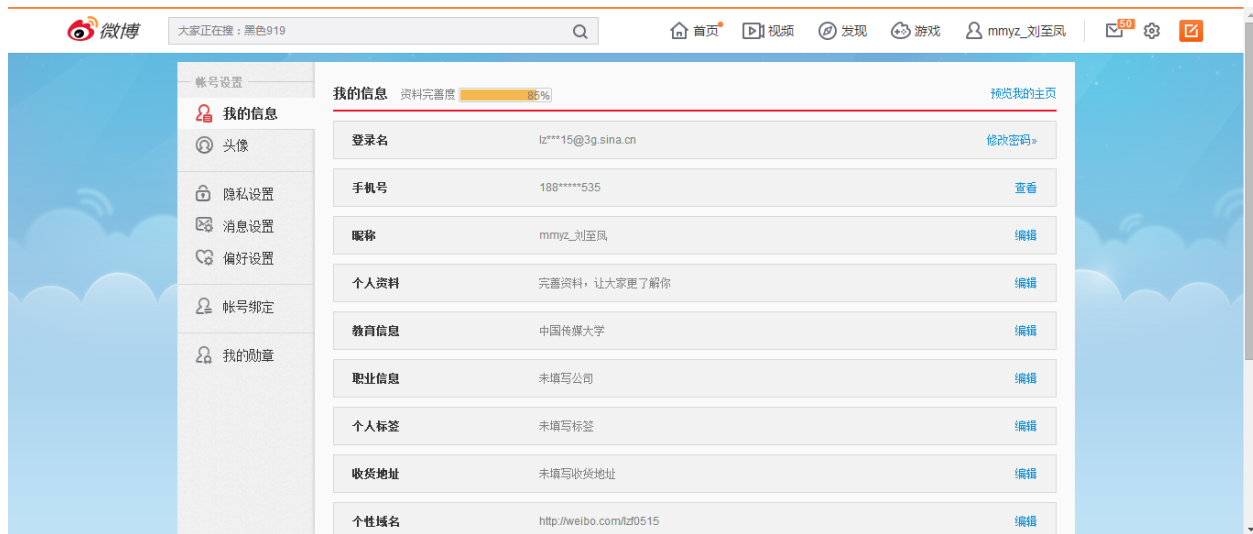 微博 大家正在搜：黑色919 首页 视频 发现 游戏 mmyz_刘至凤 50
帐号设置
我的信息
头像
隐私设置
消息设置
偏好设置
帐号绑定
我的勋章
我的信息 资料完善度 85% 预览我的主页
登录名 lz***15@3g.sina.cn 修改密码»
手机号 188*****535 查看
昵称 mmyz_刘至凤 编辑
个人资料 完善资料，让大家更了解你 编辑
教育信息 中国传媒大学 编辑
职业信息 未填写公司 编辑
个人标签 未填写标签 编辑
收货地址 未填写收货地址 编辑
个性域名 http://weibo.com/lzf0515 编辑